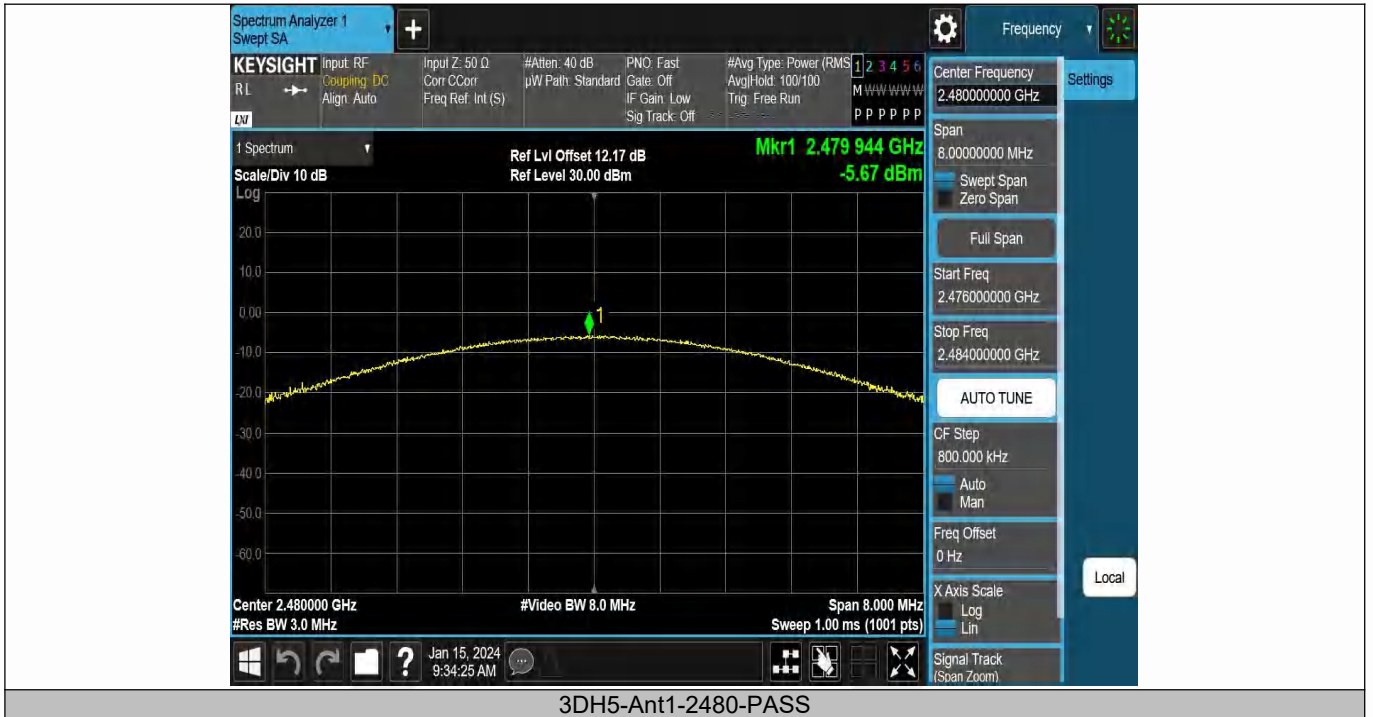 Spectrum Analyzer 1
Swept SA
+
Frequency
KEYSIGHT
RL
LXI
Input: RF
Coupling: DC
Align: Auto
Input Z: 50 Ω
Corr CCorr
Freq Ref: Int (S)
#Atten: 40 dB
µW Path: Standard
PNO: Fast
Gate: Off
IF Gain: Low
Sig Track: Off
#Avg Type: Power (RMS
Avg|Hold: 100/100
Trig: Free Run
1 2 3 4 5 6
M W W W W W
P P P P P P
Center Frequency
2.480000000 GHz
Settings
Span
8.00000000 MHz
Swept Span
Zero Span
Full Span
Start Freq
2.476000000 GHz
Stop Freq
2.484000000 GHz
AUTO TUNE
CF Step
800.000 kHz
Auto
Man
Freq Offset
0 Hz
X Axis Scale
Log
Lin
Signal Track
(Span Zoom)
Local
1 Spectrum
Scale/Div 10 dB
Log
Ref Lvl Offset 12.17 dB
Ref Level 30.00 dBm
Mkr1 2.479 944 GHz
-5.67 dBm
20.0
10.0
0.00
1
-10.0
-20.0
-30.0
-40.0
-50.0
-60.0
Center 2.480000 GHz
#Video BW 8.0 MHz
Span 8.000 MHz
#Res BW 3.0 MHz
Sweep 1.00 ms (1001 pts)
?
Jan 15, 2024
9:34:25 AM
3DH5-Ant1-2480-PASS